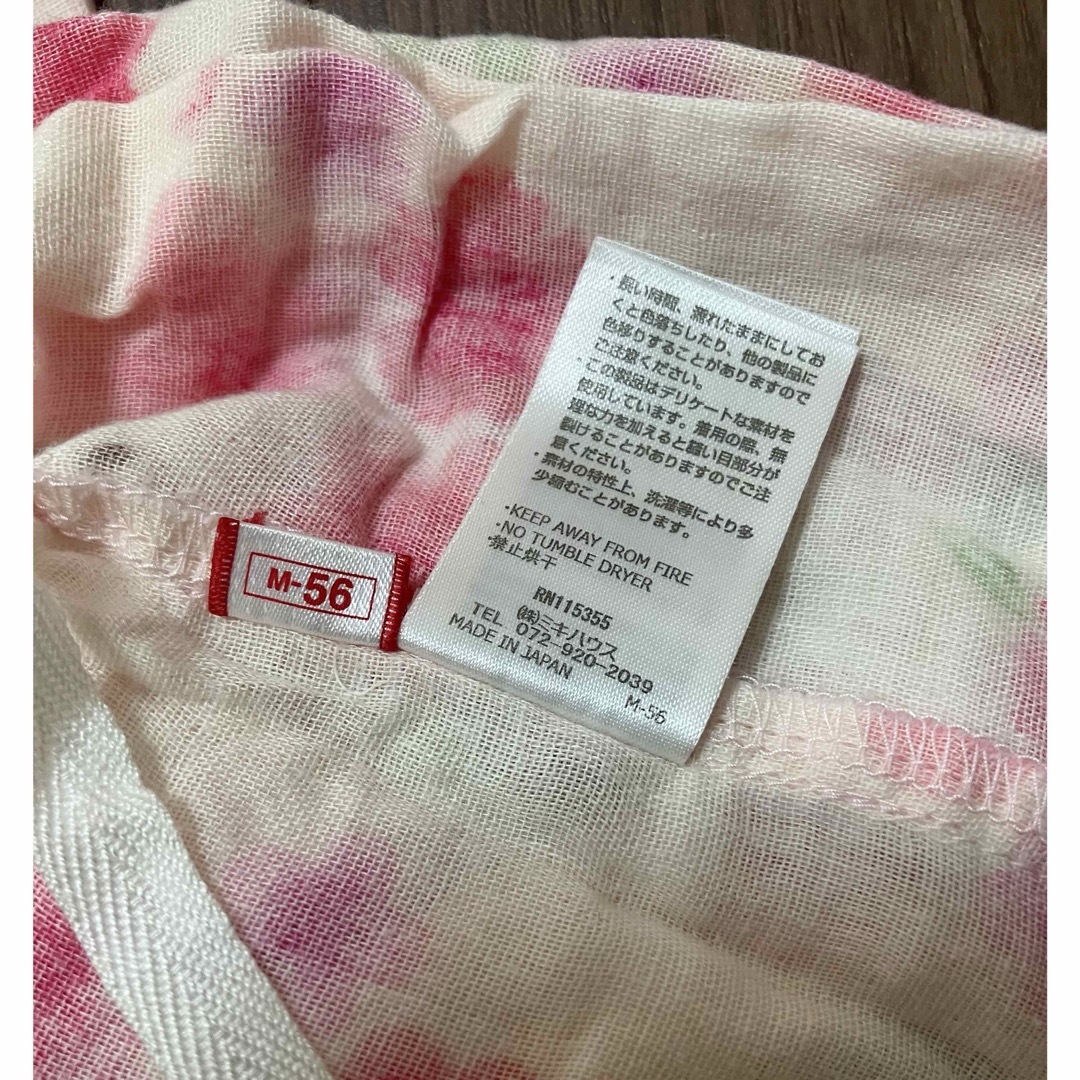 ・長い時間、濡れたままにしてお
くと色落ちしたり、他の製品に
色移りすることがありますので
ご注意ください。
・この製品はデリケートな素材を
使用しています。着用の際、無
理な力を加えると縫い目部分が
裂けることがありますのでご注
意ください。
・素材の特性上、洗濯等により多
少縮むことがあります。
・KEEP AWAY FROM FIRE
・NO TUMBLE DRYER
・禁止烘干
RN115355
㈱ミキハウス
TEL 072-920-2039
MADE IN JAPAN
M-56
M-56